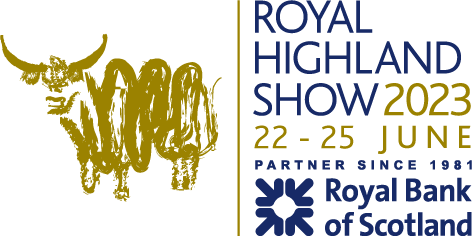 ROYAL
HIGHLAND
SHOW 2023
22 - 25 JUNE
PARTNER SINCE 1981
Royal Bank
of Scotland